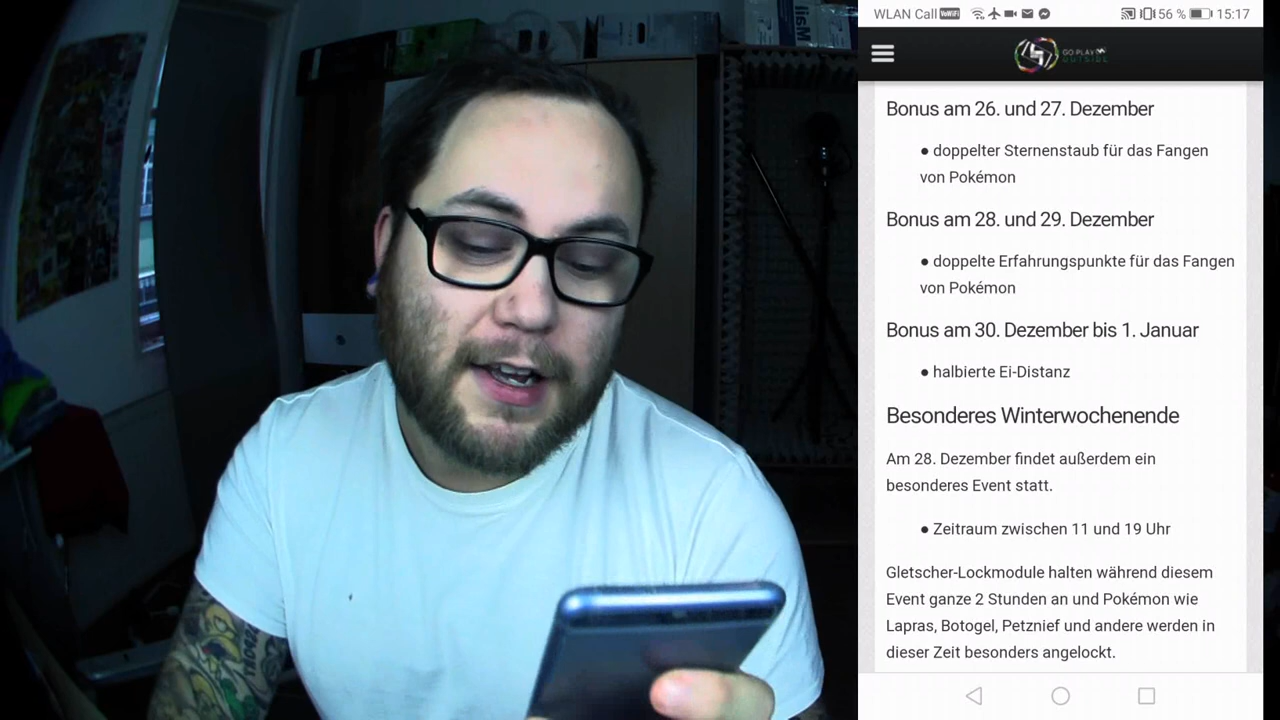 WLAN Call VoWiFi
56 % 15:17
GO PLAY
OUTSIDE
Bonus am 26. und 27. Dezember
● doppelter Sternenstaub für das Fangen
von Pokémon
Bonus am 28. und 29. Dezember
● doppelte Erfahrungspunkte für das Fangen
von Pokémon
Bonus am 30. Dezember bis 1. Januar
● halbierte Ei-Distanz
Besonderes Winterwochenende
Am 28. Dezember findet außerdem ein
besonderes Event statt.
● Zeitraum zwischen 11 und 19 Uhr
Gletscher-Lockmodule halten während diesem
Event ganze 2 Stunden an und Pokémon wie
Lapras, Botogel, Petznief und andere werden in
dieser Zeit besonders angelockt.